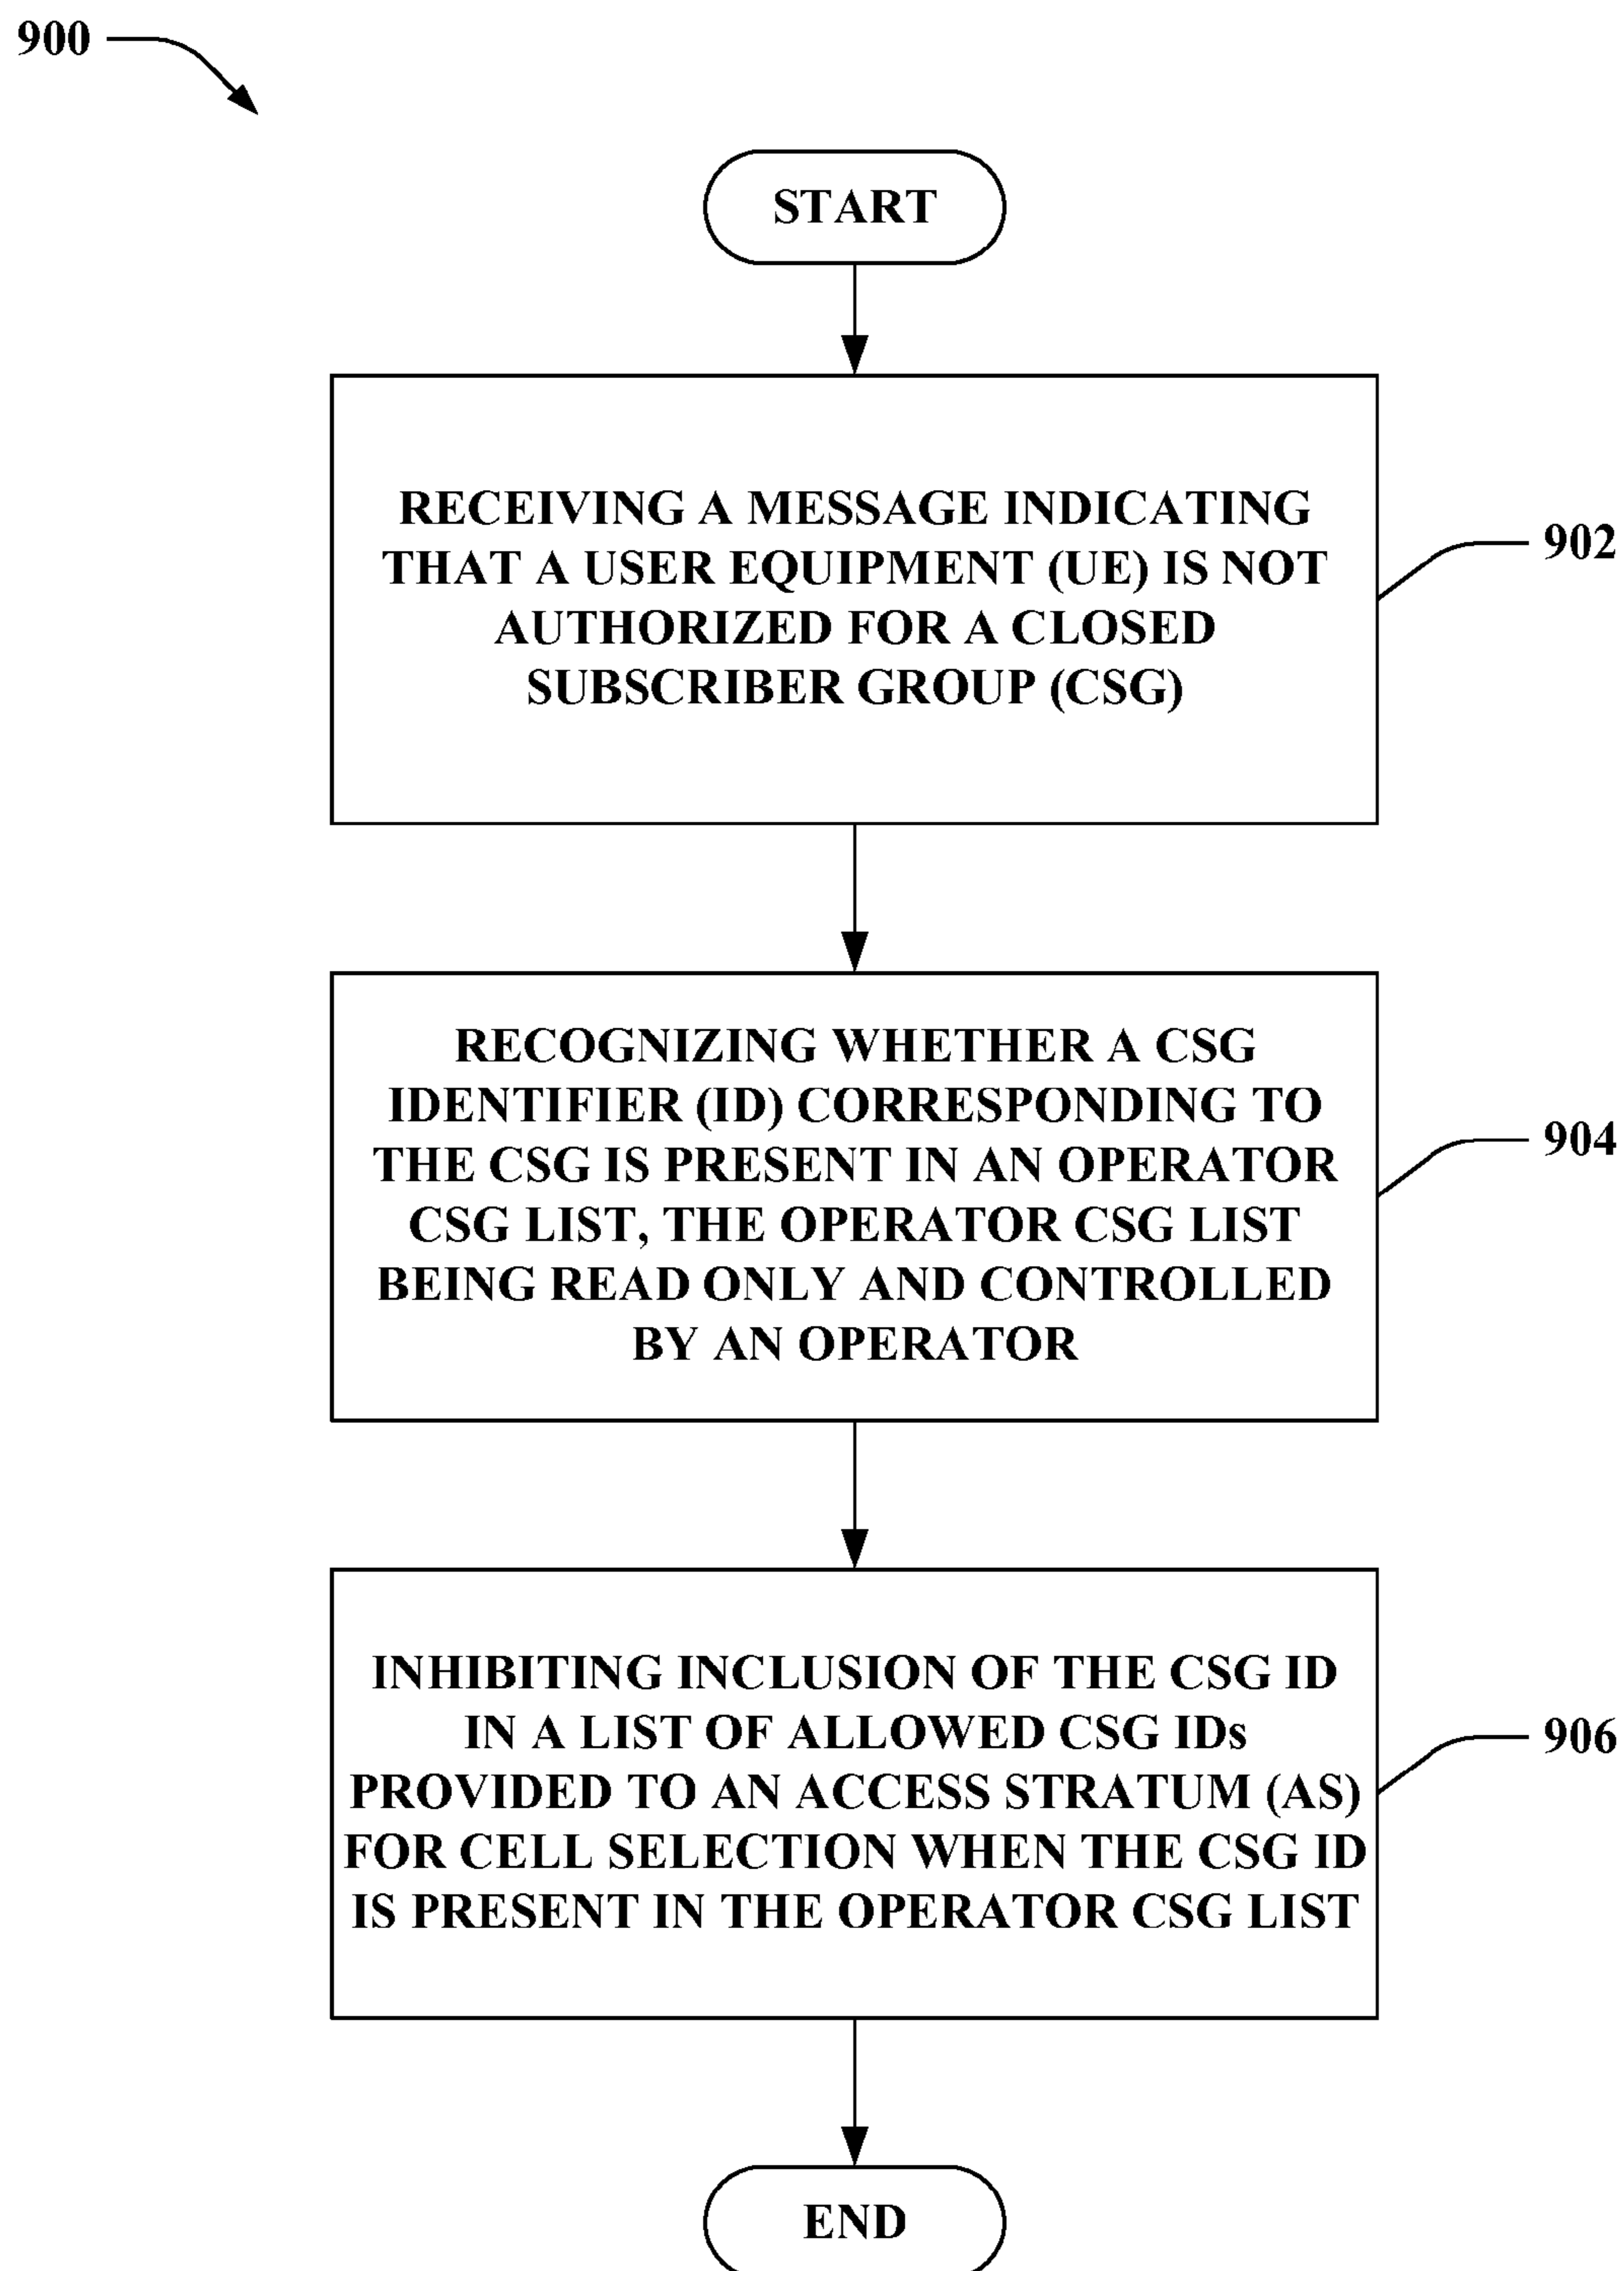 900
START
RECEIVING A MESSAGE INDICATING
THAT A USER EQUIPMENT (UE) IS NOT
AUTHORIZED FOR A CLOSED
SUBSCRIBER GROUP (CSG)
902
RECOGNIZING WHETHER A CSG
IDENTIFIER (ID) CORRESPONDING TO
THE CSG IS PRESENT IN AN OPERATOR
CSG LIST, THE OPERATOR CSG LIST
BEING READ ONLY AND CONTROLLED
BY AN OPERATOR
904
INHIBITING INCLUSION OF THE CSG ID
IN A LIST OF ALLOWED CSG IDs
PROVIDED TO AN ACCESS STRATUM (AS)
FOR CELL SELECTION WHEN THE CSG ID
IS PRESENT IN THE OPERATOR CSG LIST
906
END